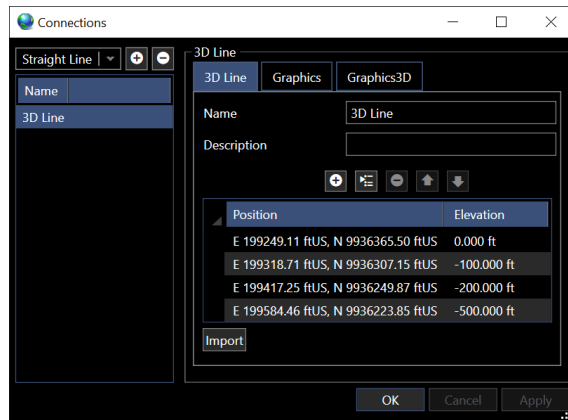 Connections
Straight Line
Name
3D Line
3D Line
3D Line Graphics Graphics3D
Name 3D Line
Description
Position Elevation
E 199249.11 ftUS, N 9936365.50 ftUS 0.000 ft
E 199318.71 ftUS, N 9936307.15 ftUS -100.000 ft
E 199417.25 ftUS, N 9936249.87 ftUS -200.000 ft
E 199584.46 ftUS, N 9936223.85 ftUS -500.000 ft
Import
OK Cancel Apply